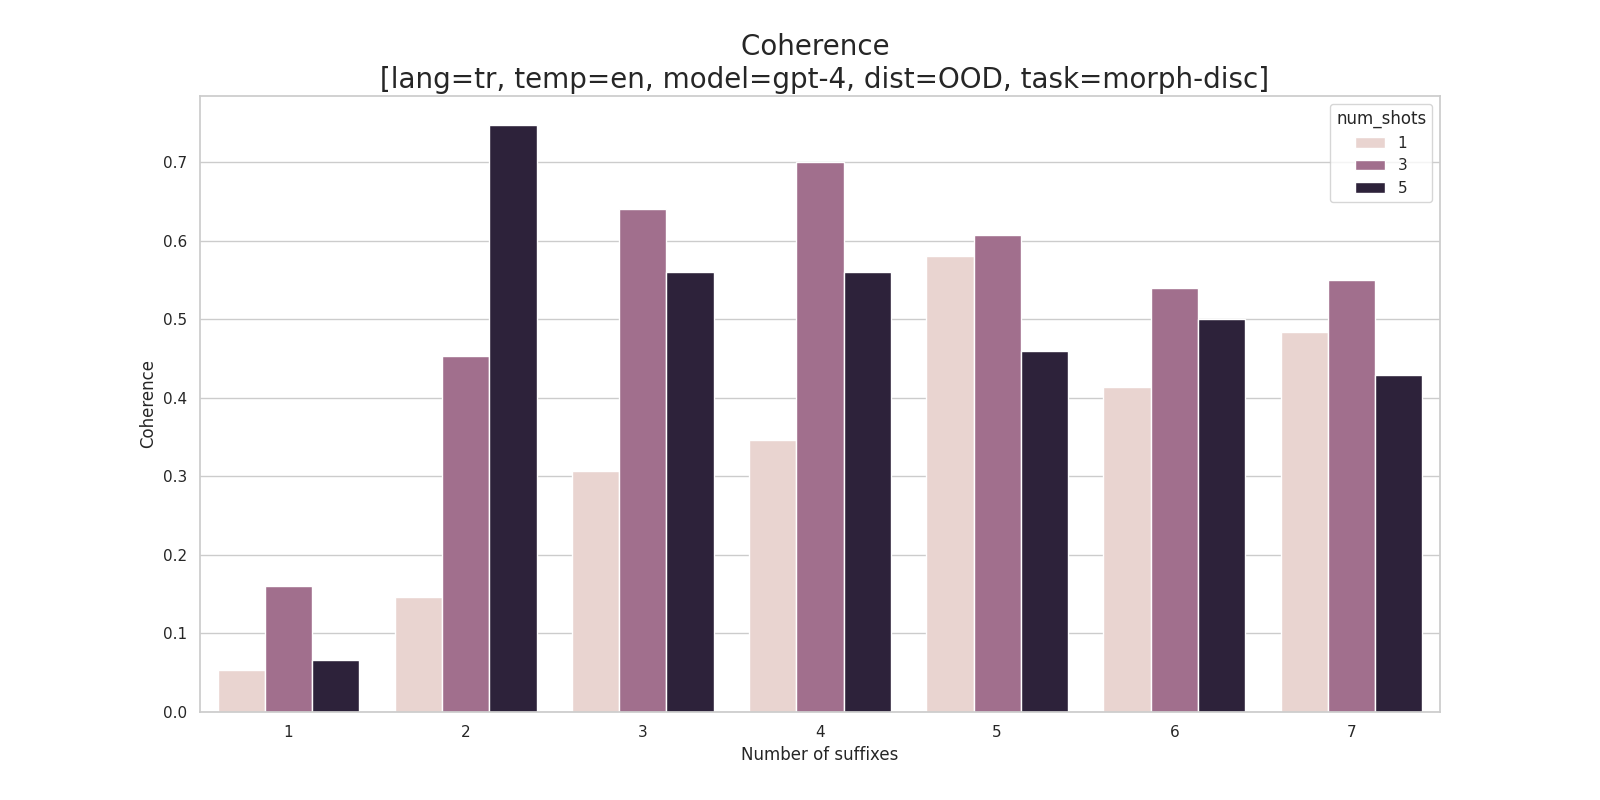 Coherence
[lang=tr, temp=en, model=gpt-4, dist=OOD, task=morph-disc]
num_shots
1
3
5
Coherence
0.7
0.6
0.5
0.4
0.3
0.2
0.1
0.0
1 2 3 4 5 6 7
Number of suffixes